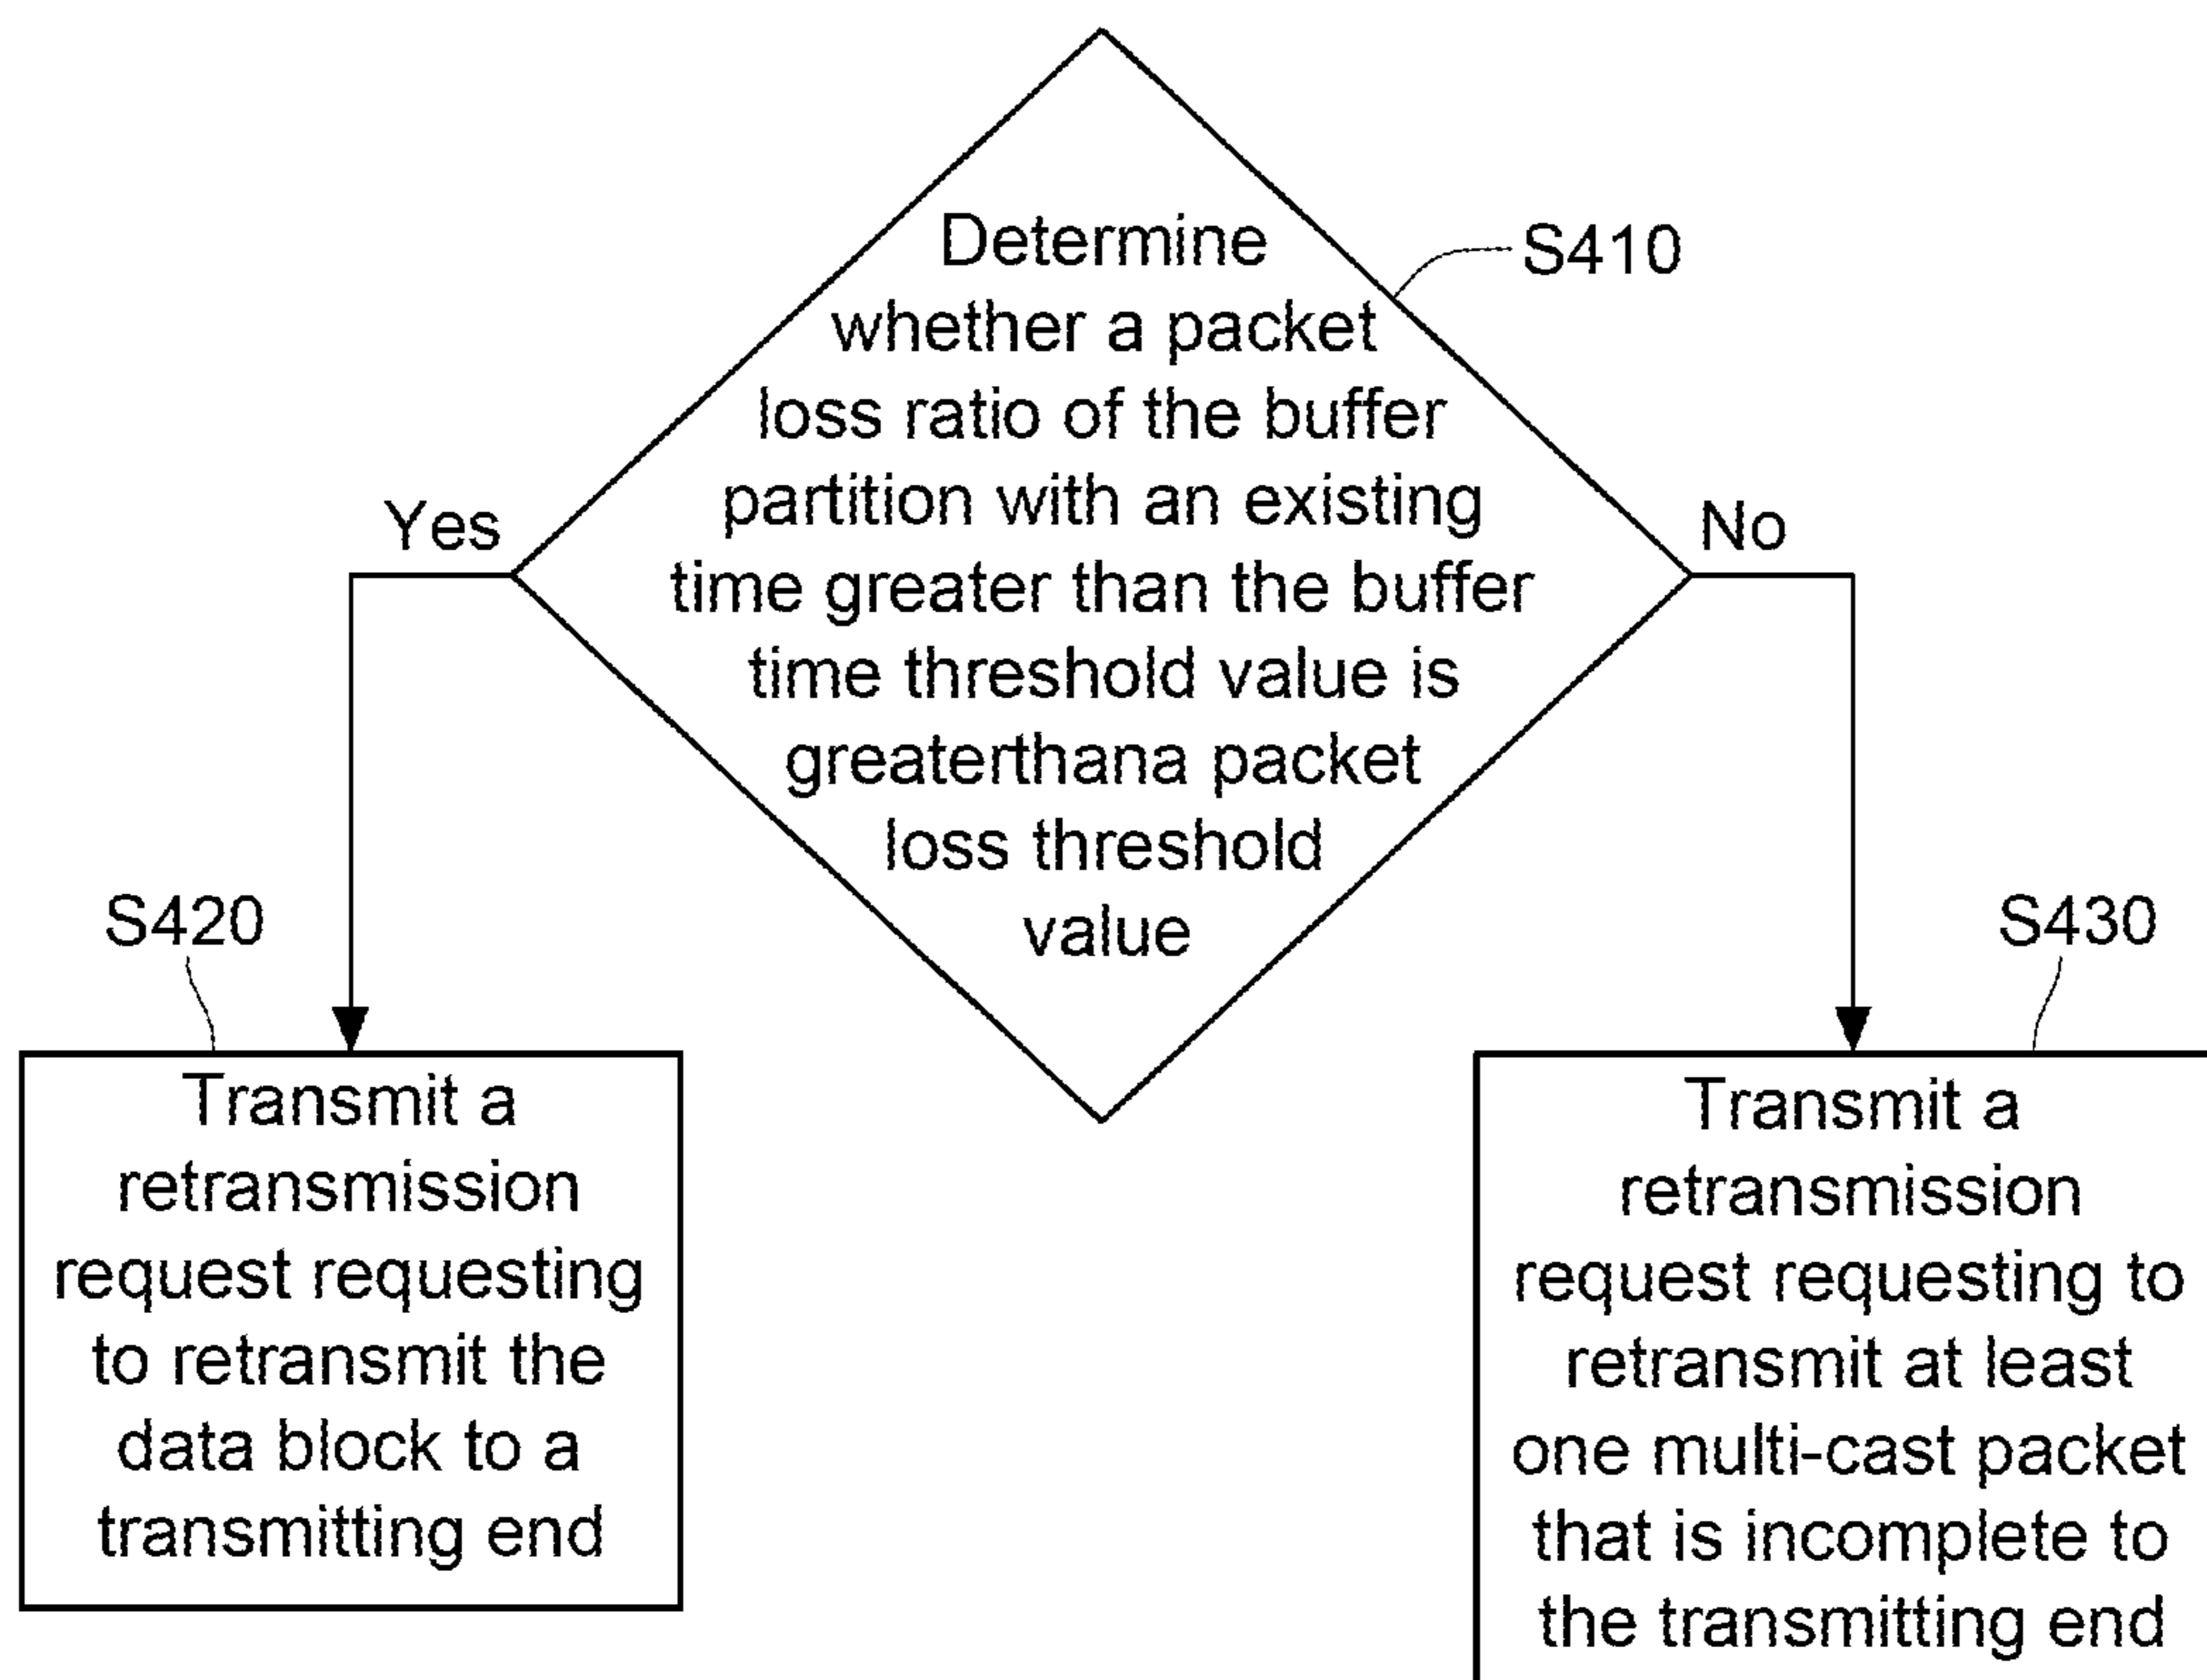 Determine
whether a packet
loss ratio of the buffer
partition with an existing
time greater than the buffer
time threshold value is
greaterthana packet
loss threshold
value
S410
Yes
No
S420
Transmit a
retransmission
request requesting
to retransmit the
data block to a
transmitting end
S430
Transmit a
retransmission
request requesting to
retransmit at least
one multi-cast packet
that is incomplete to
the transmitting end